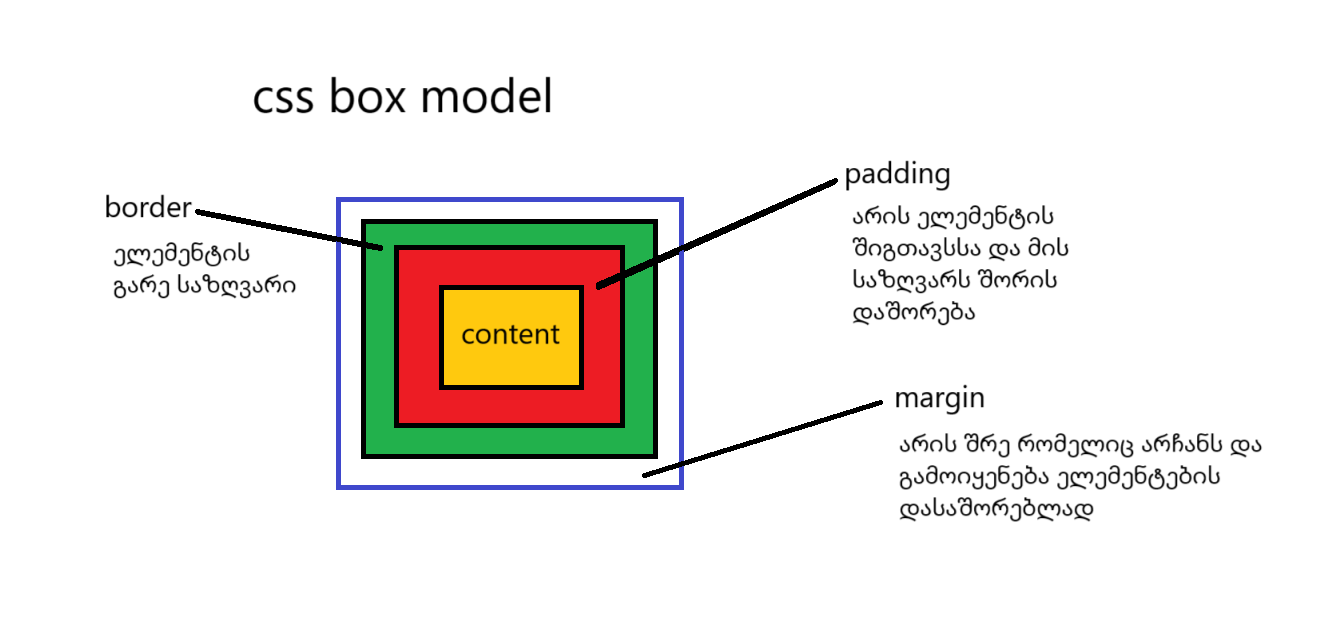 css box model
border
ელემენტის
გარე საზღვარი
content
padding
არის ელემენტის
შიგთავსსა და მის
საზღვარს შორის
დაშორება
margin
არის შრე რომელიც არჩანს და
გამოიყენება ელემენტების
დასაშორებლად